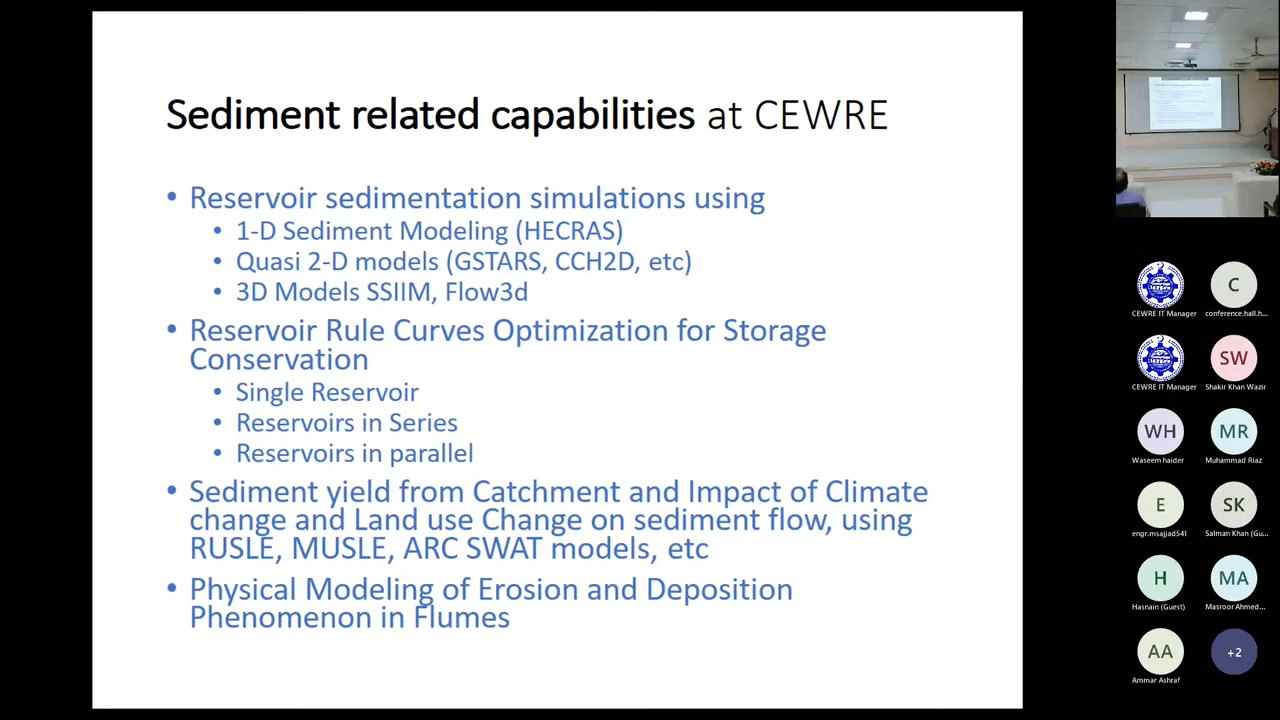 Sediment related capabilities at CEWRE
• Reservoir sedimentation simulations using
• 1-D Sediment Modeling (HECRAS)
• Quasi 2-D models (GSTARS, CCH2D, etc)
• 3D Models SSIIM, Flow3d
• Reservoir Rule Curves Optimization for Storage
Conservation
• Single Reservoir
• Reservoirs in Series
• Reservoirs in parallel
• Sediment yield from Catchment and Impact of Climate
change and Land use Change on sediment flow, using
RUSLE, MUSLE, ARC SWAT models, etc
• Physical Modeling of Erosion and Deposition
Phenomenon in Flumes
C
CEWRE IT Manager
conference.hall.h...
SW
CEWRE IT Manager
Shakir Khan Wazir
WH
MR
Waseem haider
Muhammad Riaz
E
SK
engr.msajjad541
Salman Khan (Gu...
H
MA
Hasnain (Guest)
Masroor Ahmed...
AA
+2
Ammar Ashraf